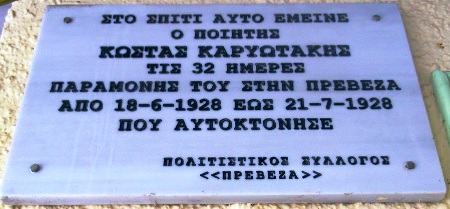 ΣΤΟ ΣΠΙΤΙ ΑΥΤΟ ΕΜΕΙΝΕ
Ο ΠΟΙΗΤΗΣ
ΚΩΣΤΑΣ ΚΑΡΥΩΤΑΚΗΣ
ΤΙΣ 32 ΗΜΕΡΕΣ
ΠΑΡΑΜΟΝΗΣ ΤΟΥ ΣΤΗΝ ΠΡΕΒΕΖΑ
ΑΠΟ 18-6-1928 ΕΩΣ 21-7-1928
ΠΟΥ ΑΥΤΟΚΤΟΝΗΣΕ
ΠΟΛΙΤΙΣΤΙΚΟΣ ΣΥΛΛΟΓΟΣ
<<ΠΡΕΒΕΖΑ>>